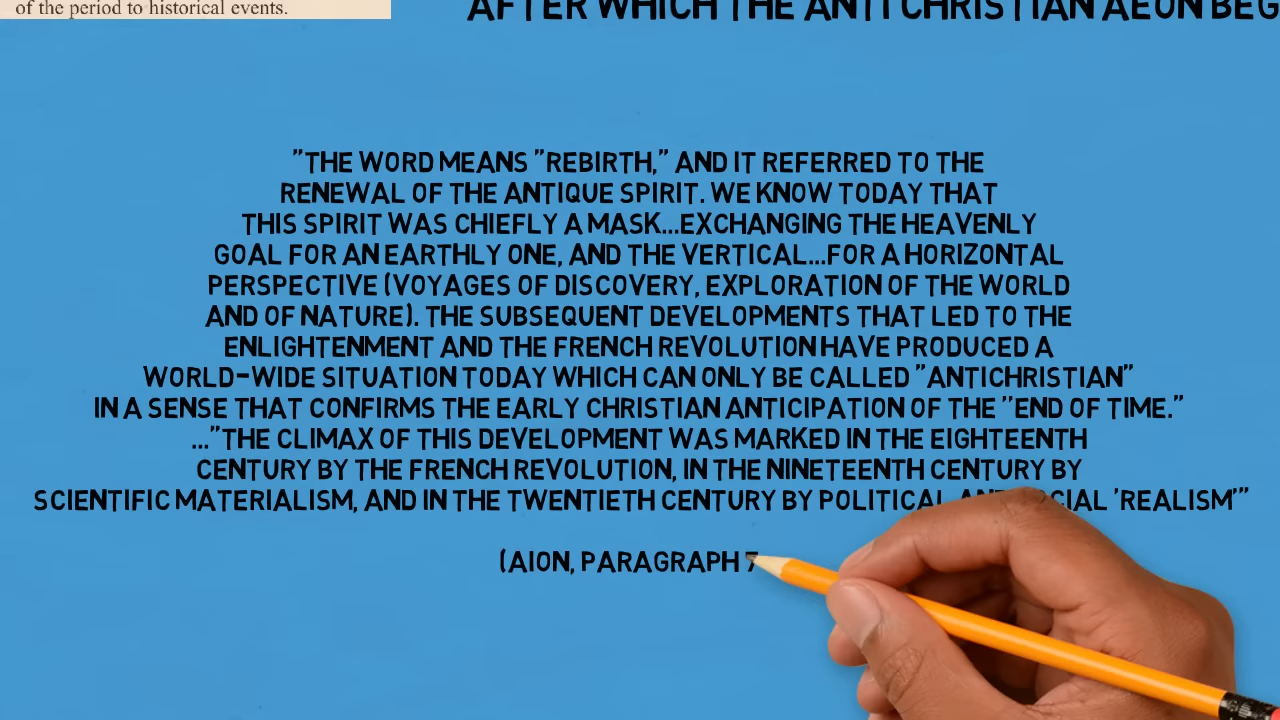 of the period to historical events.
AFTER WHICH THE ANTI CHRISTIAN AEON BEG
"THE WORD MEANS "REBIRTH," AND IT REFERRED TO THE
RENEWAL OF THE ANTIQUE SPIRIT. WE KNOW TODAY THAT
THIS SPIRIT WAS CHIEFLY A MASK...EXCHANGING THE HEAVENLY
GOAL FOR AN EARTHLY ONE, AND THE VERTICAL...FOR A HORIZONTAL
PERSPECTIVE (VOYAGES OF DISCOVERY, EXPLORATION OF THE WORLD
AND OF NATURE). THE SUBSEQUENT DEVELOPMENTS THAT LED TO THE
ENLIGHTENMENT AND THE FRENCH REVOLUTION HAVE PRODUCED A
WORLD-WIDE SITUATION TODAY WHICH CAN ONLY BE CALLED "ANTICHRISTIAN"
IN A SENSE THAT CONFIRMS THE EARLY CHRISTIAN ANTICIPATION OF THE "END OF TIME."
..."THE CLIMAX OF THIS DEVELOPMENT WAS MARKED IN THE EIGHTEENTH
CENTURY BY THE FRENCH REVOLUTION, IN THE NINETEENTH CENTURY BY
SCIENTIFIC MATERIALISM, AND IN THE TWENTIETH CENTURY BY POLITICAL 'REALISM'"
(AION, PARAGRAPH 7